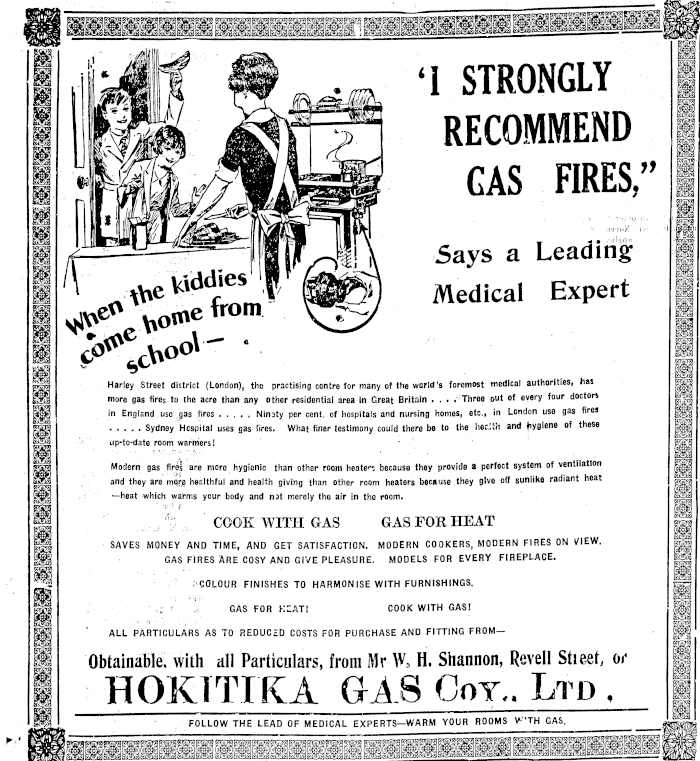 ‘I STRONGLY
RECOMMEND
GAS FIRES,”
Says a Leading
Medical Expert
When the kiddies
come home from
school—
Harley Street district (London), the practising centre for many of the world's foremost medical authorities, has
more gas fires to the acre than any other residential area in Great Britain . . . . Three out of every four doctors
in England use gas fires . . . . . Ninety per cent. of hospitals and nursing homes, etc., in London use gas fires
. . . . . Sydney Hospital uses gas fires. What finer testimony could there be to the health and hygiene of these
up-to-date room warmers!
Modern gas fires are more hygienic than other room heaters because they provide a perfect system of ventilation
and they are more healthful and health giving than other room heaters because they give off sunlike radiant heat
—heat which warms your body and not merely the air in the room.
COOK WITH GAS GAS FOR HEAT
SAVES MONEY AND TIME, AND GET SATISFACTION. MODERN COOKERS, MODERN FIRES ON VIEW.
GAS FIRES ARE COSY AND GIVE PLEASURE. MODELS FOR EVERY FIREPLACE.
COLOUR FINISHES TO HARMONISE WITH FURNISHINGS.
GAS FOR HEAT! COOK WITH GAS!
ALL PARTICULARS AS TO REDUCED COSTS FOR PURCHASE AND FITTING FROM—
Obtainable, with all Particulars, from Mr W. H. Shannon, Revell Street, or
HOKITIKA GAS COY., LTD.
FOLLOW THE LEAD OF MEDICAL EXPERTS—WARM YOUR ROOMS WITH GAS.